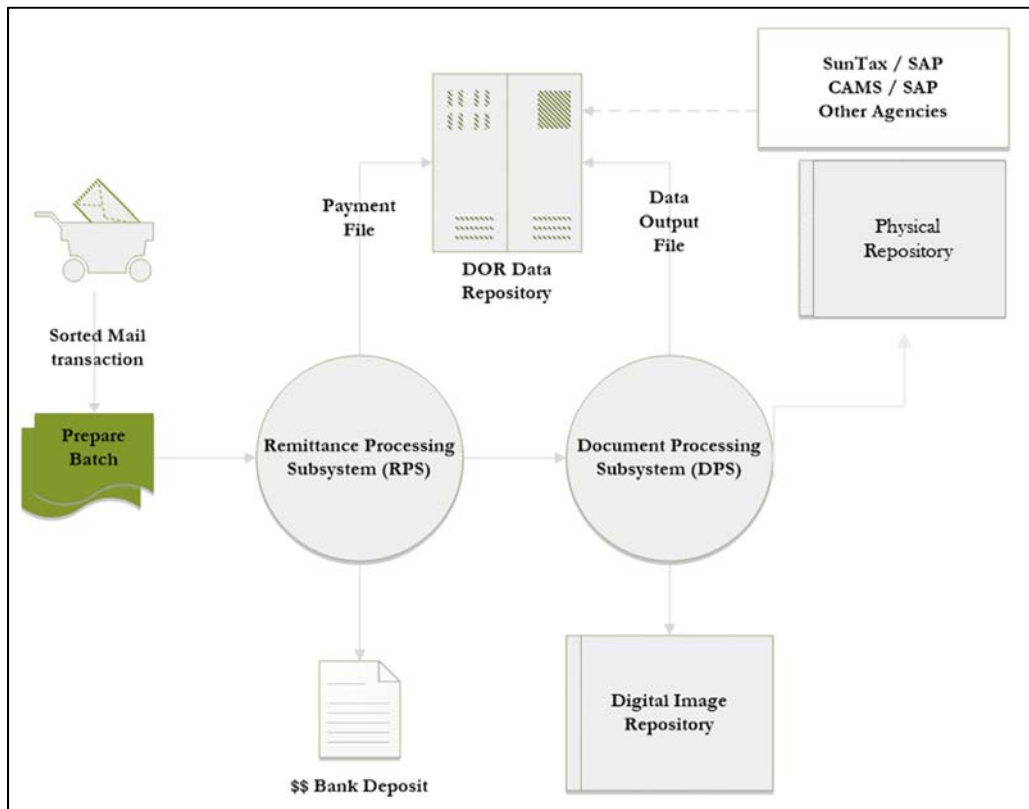 SunTax / SAP
CAMS / SAP
Other Agencies
Payment
File
Data
Output
File
DOR Data
Repository
Physical
Repository
Sorted Mail
transaction
Prepare
Batch
Remittance Processing
Subsystem (RPS)
Document Processing
Subsystem (DPS)
Digital Image
Repository
$$ Bank Deposit